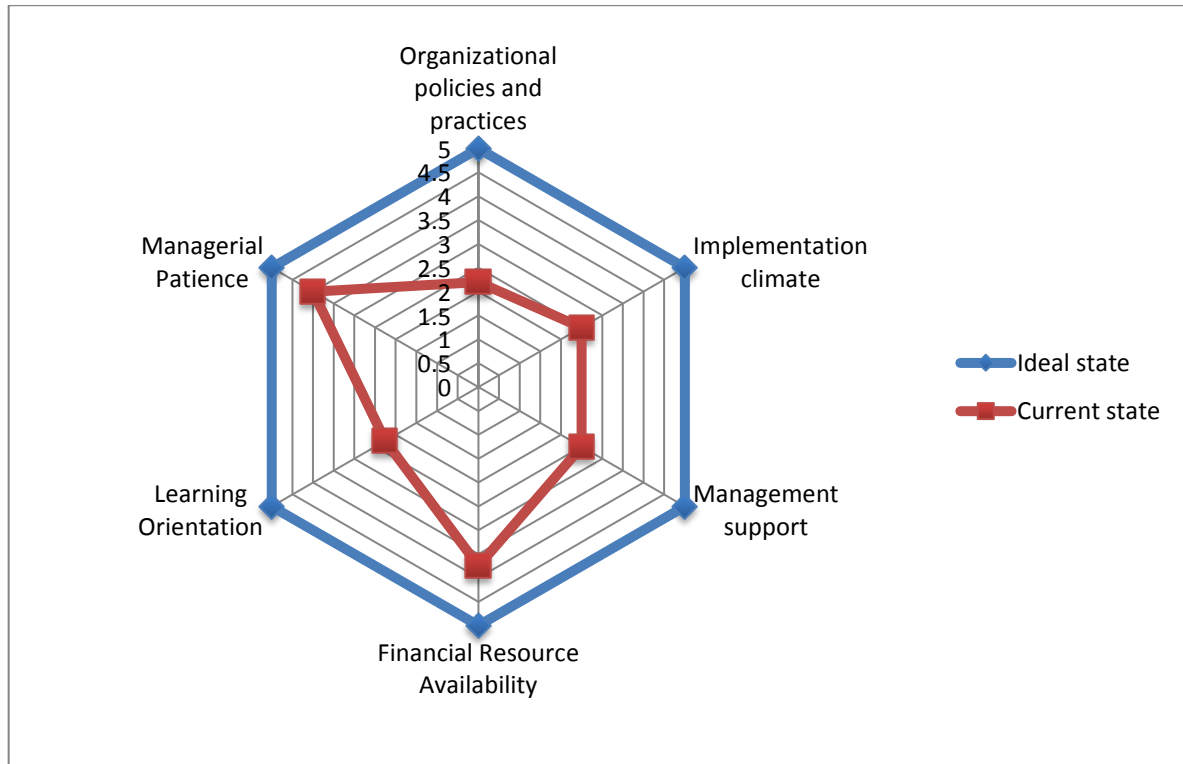 Organizational
policies and
practices
5
4.5
4
3.5
3
2.5
2
1.5
1
0.5
0
Implementation
climate
Management
support
Financial Resource
Availability
Learning
Orientation
Managerial
Patience
Ideal state
Current state